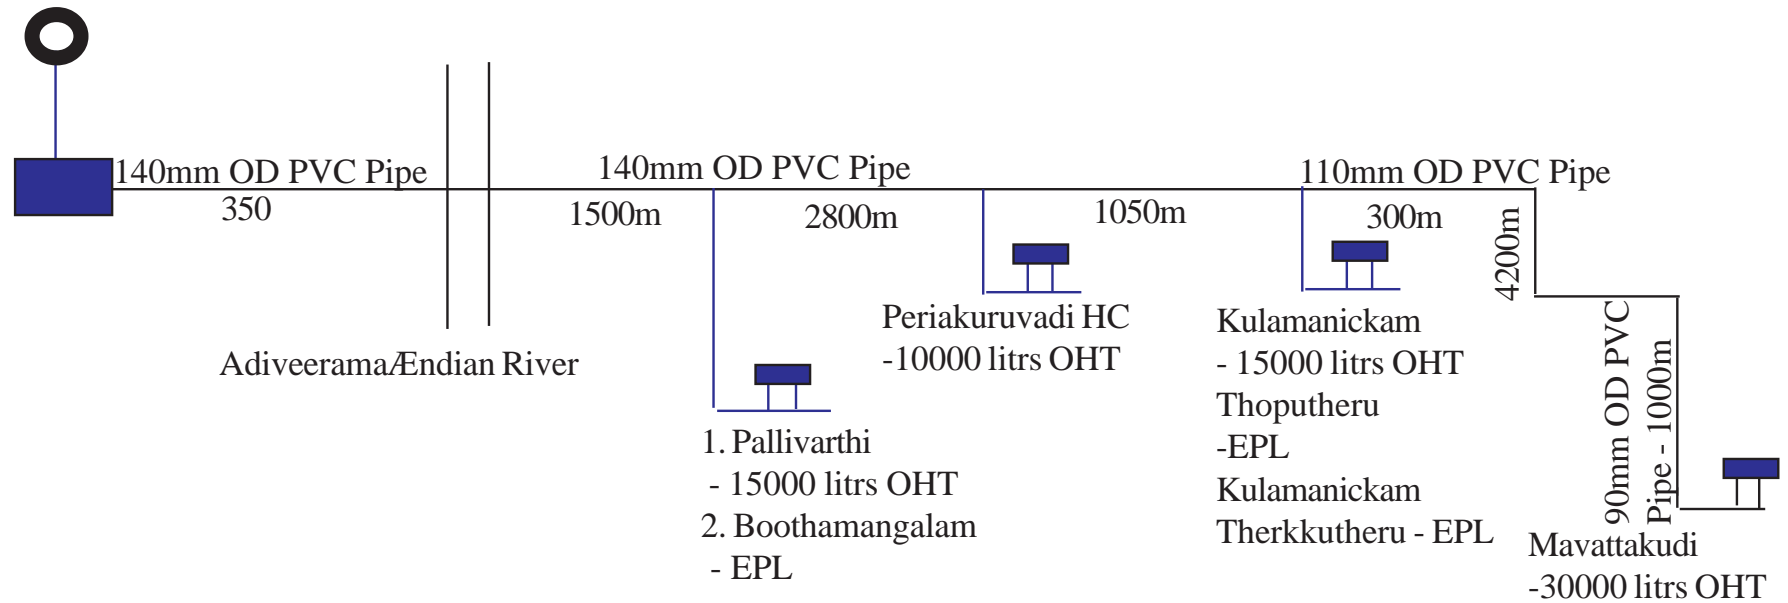 140mm OD PVC Pipe
350
140mm OD PVC Pipe
1500m
2800m
1050m
110mm OD PVC Pipe
300m
4200m
AdiveeramaÆndian River
1. Pallivarthi
- 15000 litrs OHT
2. Boothamangalam
- EPL
Periakuruvadi HC
-10000 litrs OHT
Kulamanickam
- 15000 litrs OHT
Thoputheru
-EPL
Kulamanickam
Therkkutheru - EPL
90mm OD PVC
Pipe - 1000m
Mavattakudi
-30000 litrs OHT